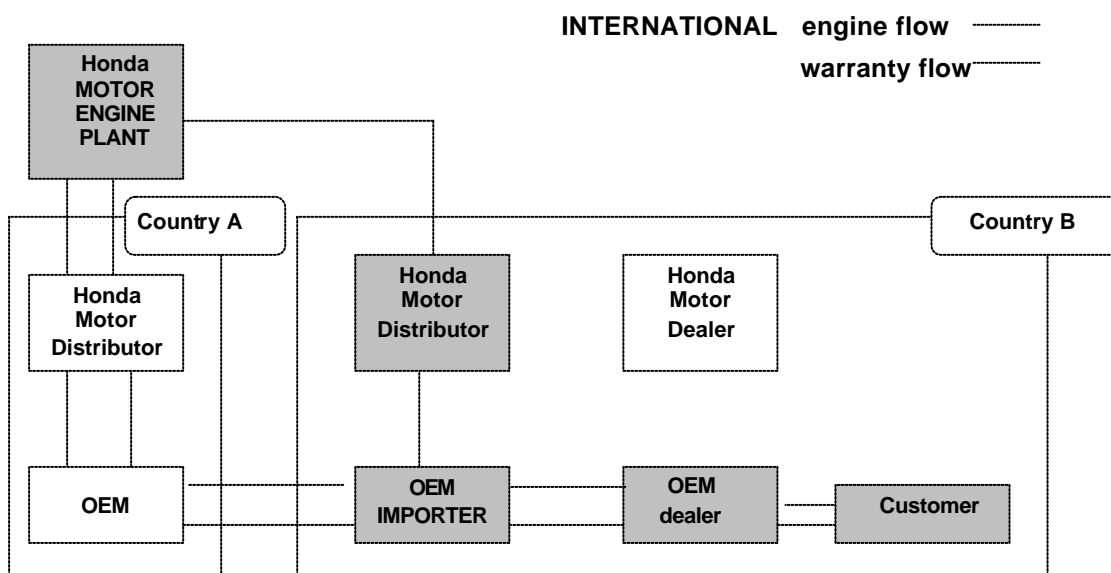 INTERNATIONAL engine flow
warranty flow
Honda
MOTOR
ENGINE
PLANT
Country A
Country B
Honda
Motor
Distributor
Honda
Motor
Distributor
Honda
Motor
Dealer
OEM
OEM
IMPORTER
OEM
dealer
Customer